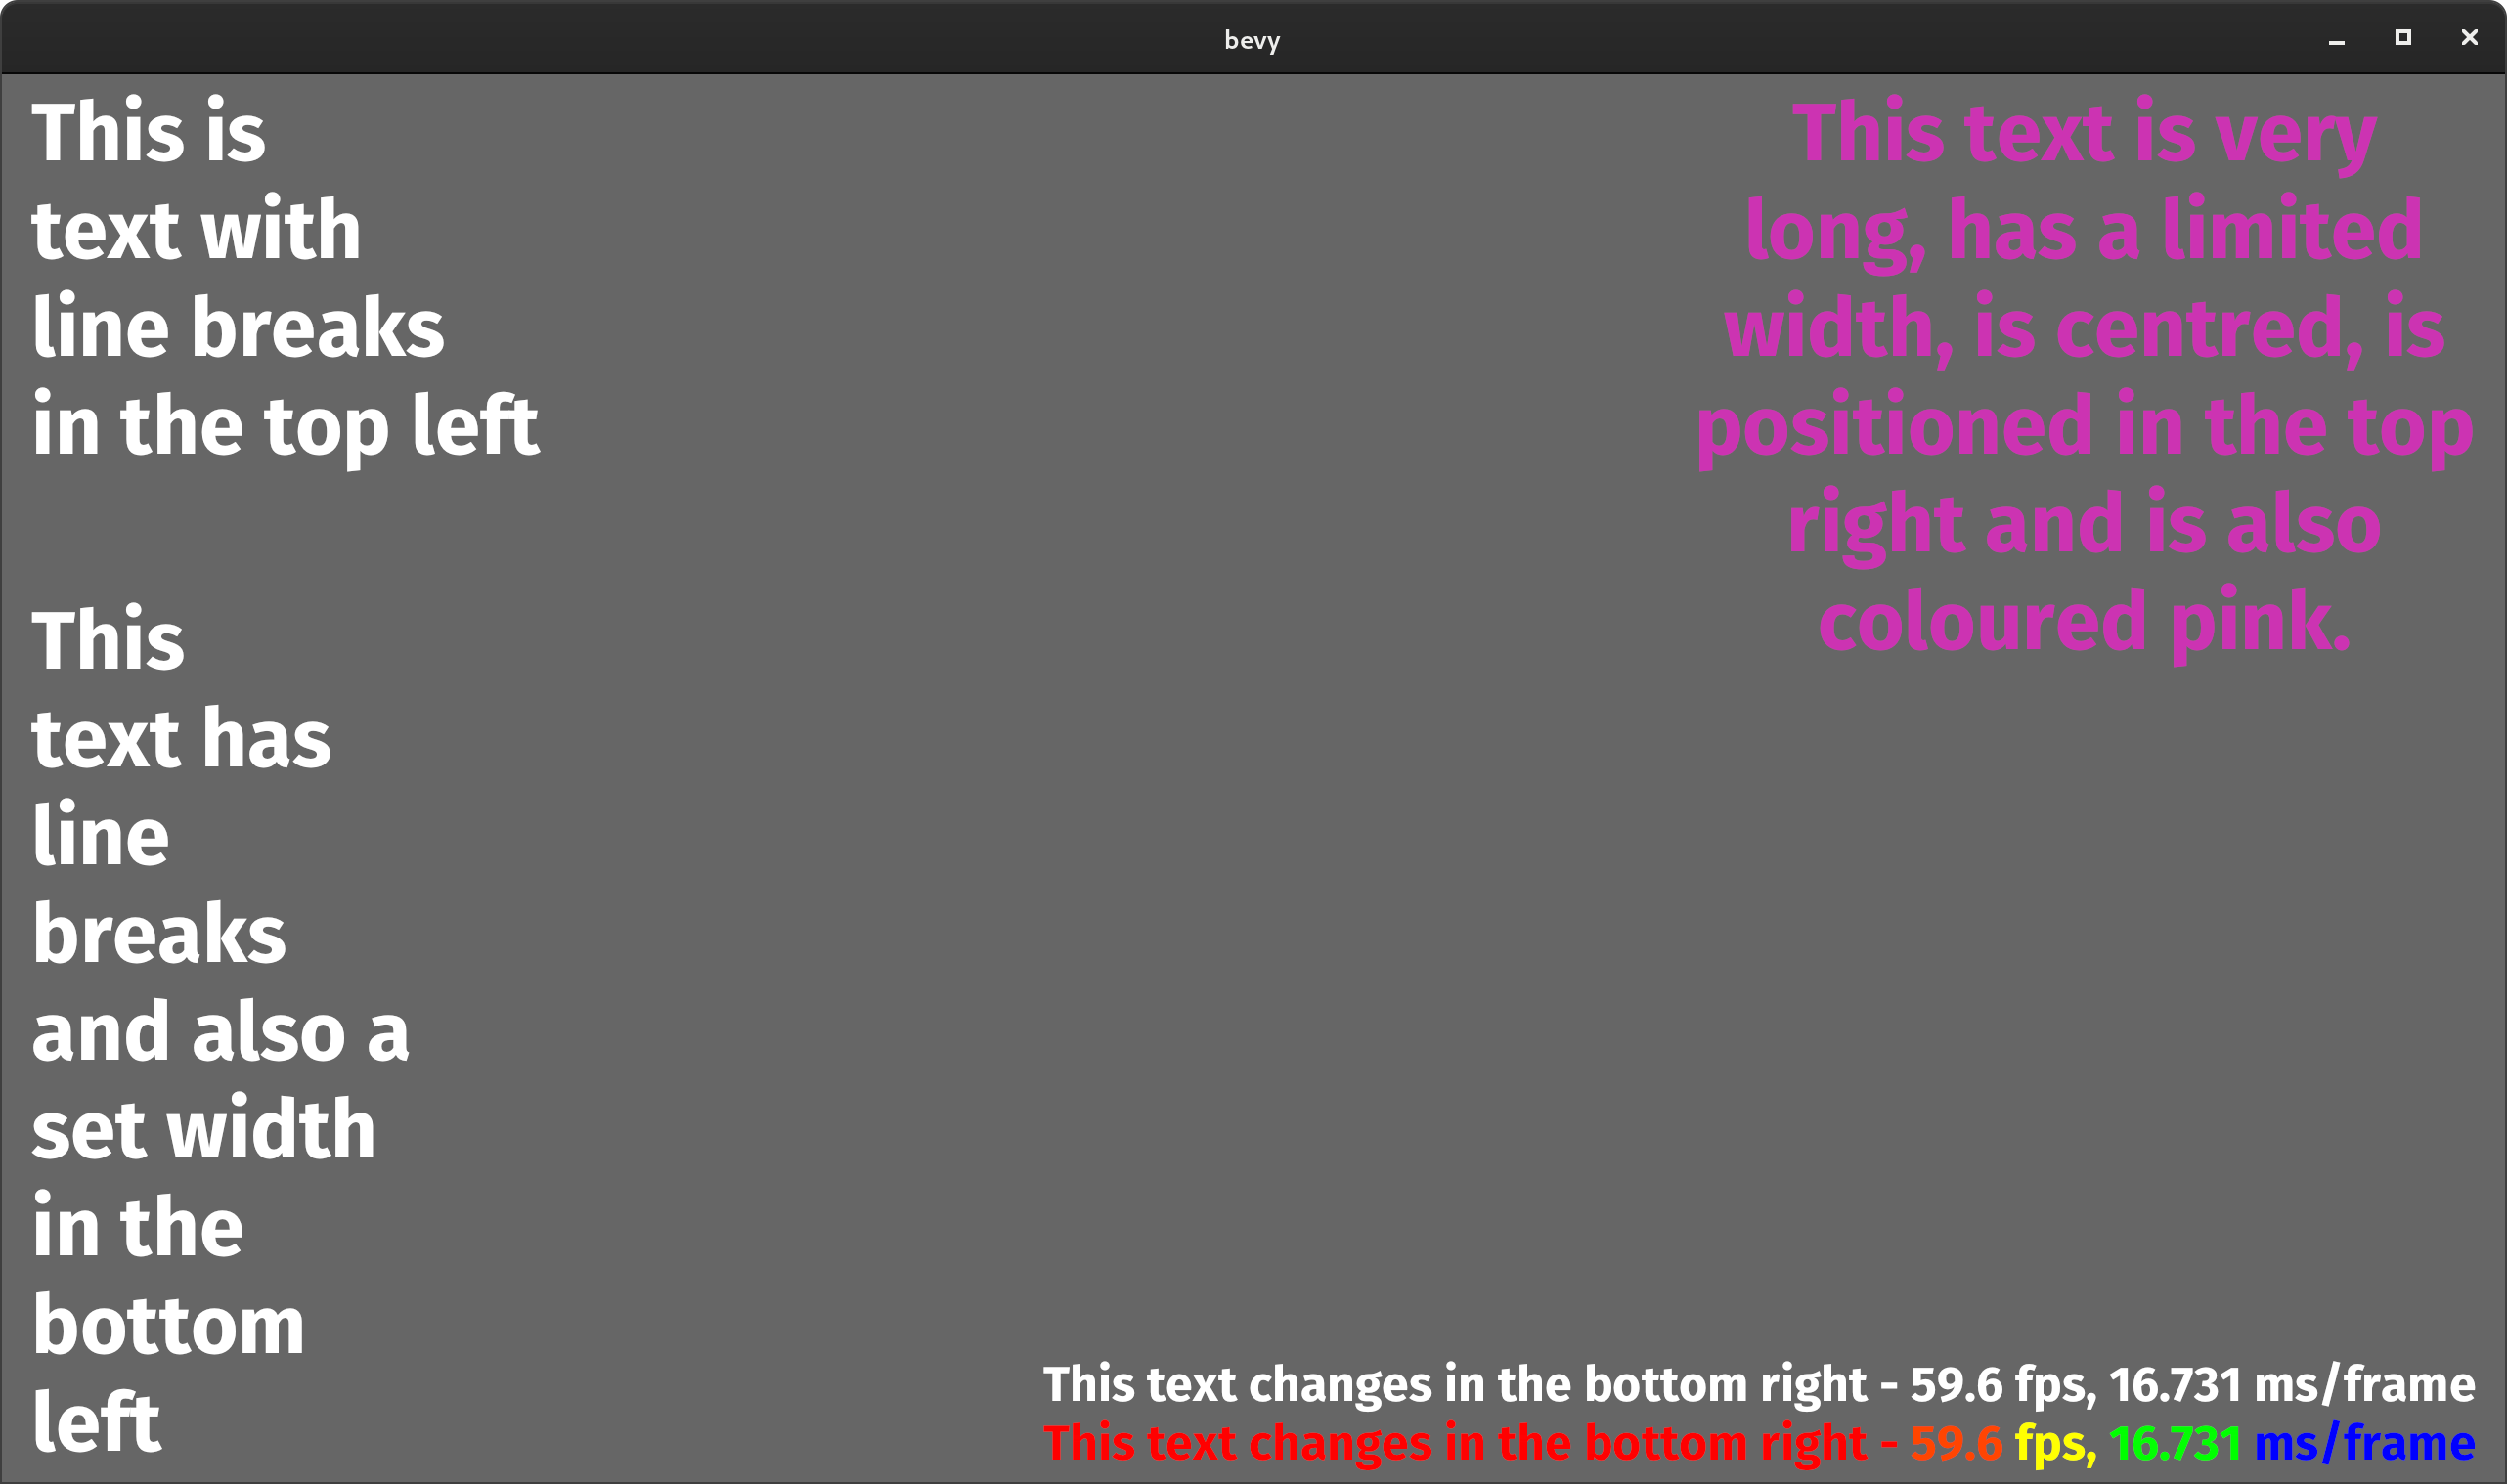 bevy
This is
text with
line breaks
in the top left
This text is very
long, has a limited
width, is centred, is
positioned in the top
right and is also
coloured pink.
This
text has
line
breaks
and also a
set width
in the
bottom
left
This text changes in the bottom right - 59.6 fps, 16.731 ms/frame
This text changes in the bottom right - 59.6 fps, 16.731 ms/frame